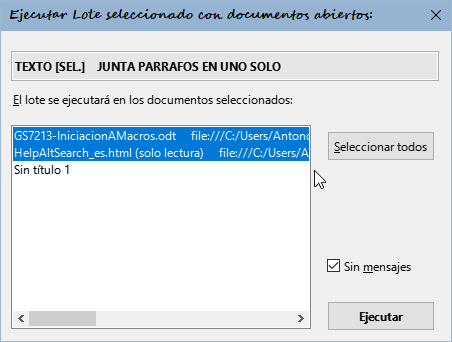 Ejecutar Lote seleccionado con documentos abiertos:
TEXTO [SEL.] JUNTA PARRAFOS EN UNO SOLO
El lote se ejecutará en los documentos seleccionados:
GS7213-IniciacionAMacros.odt file:///C:/Users/Antono
HelpAltSearch_es.html (solo lectura) file:///C:/Users/A
Sin título 1
Seleccionar todos
Sin mensajes
Ejecutar